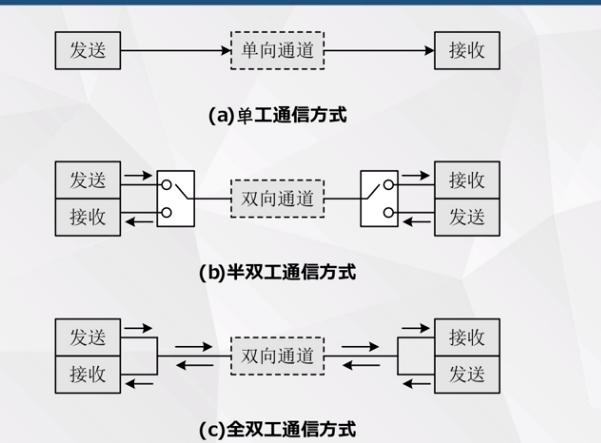 发送 单向通道 接收
(a)单工通信方式
发送 接收
双向通道
接收 发送
(b)半双工通信方式
发送 接收
双向通道
接收 发送
(c)全双工通信方式